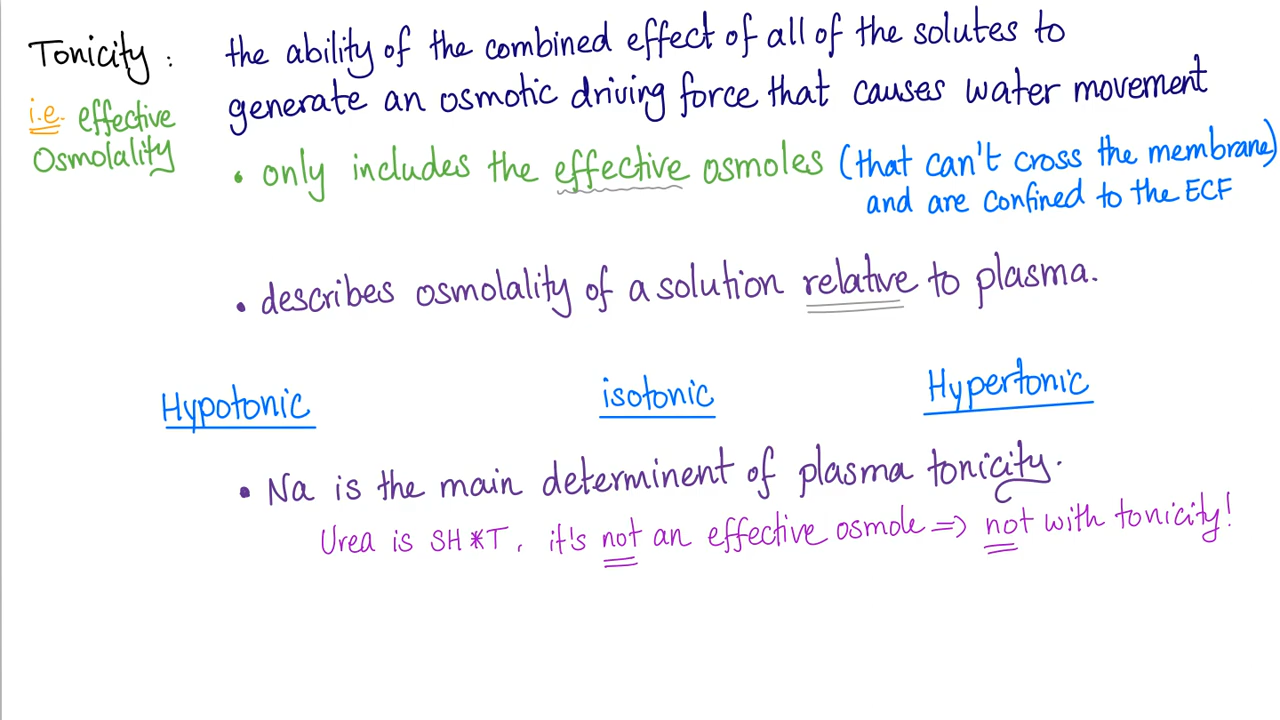 Tonicity : the ability of the combined effect of all of the solutes to
generate an osmotic driving force that causes water movement
i.e. effective
Osmolality
• only includes the effective osmoles (that can't cross the membrane)
and are confined to the ECF
• describes osmolality of a solution relative to plasma.
Hypotonic isotonic Hypertonic
• Na is the main determinent of plasma tonicity.
Urea is SH*T, it's not an effective osmole => not with tonicity!